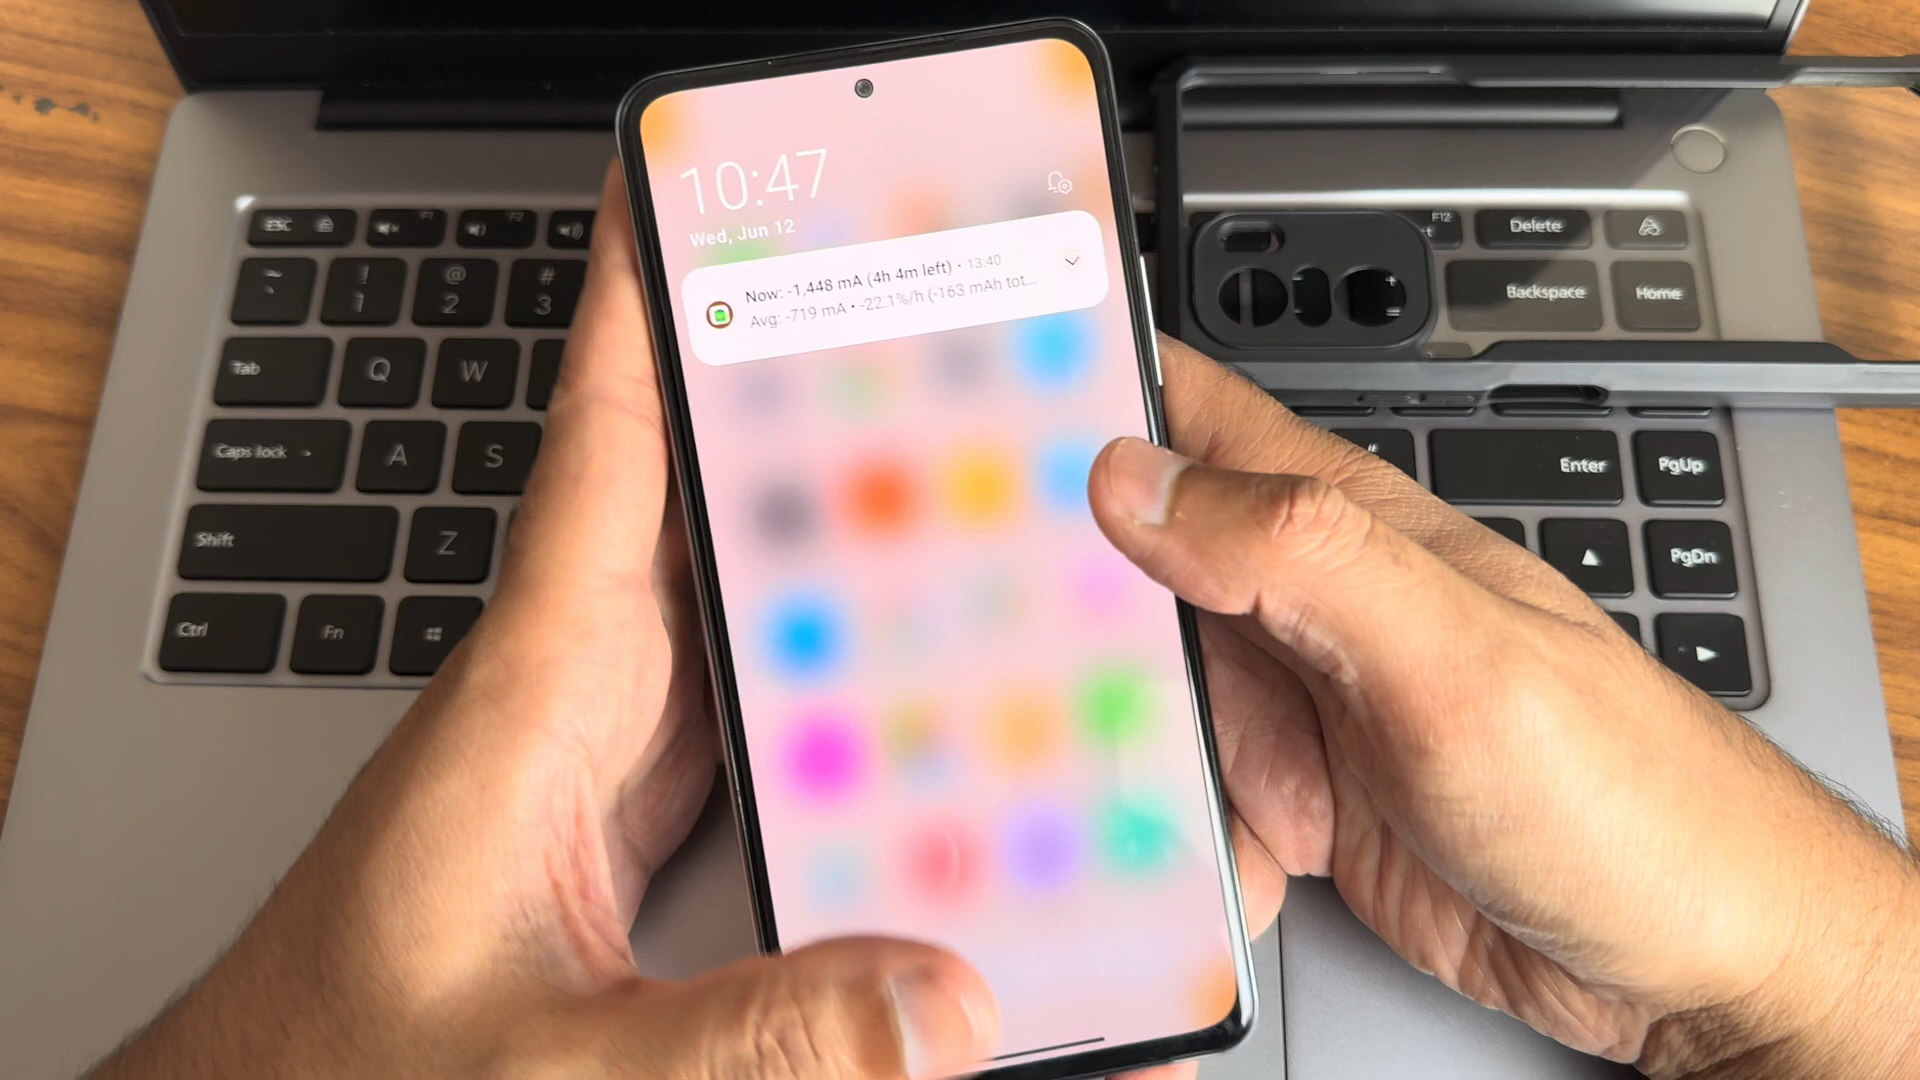 10:47
Wed, Jun 12
Now: -1,448 mA (4h 4m left) • 13:40
Avg: -719 mA • -22.1%/h (-163 mAh tot...
ESC F1 F2
F12 Delete
~ ! @ #
` 1 2 3
+
=
Backspace Home
Tab Q W
Caps lock A S
Enter PgUp
Shift Z
PgDn
Ctrl Fn